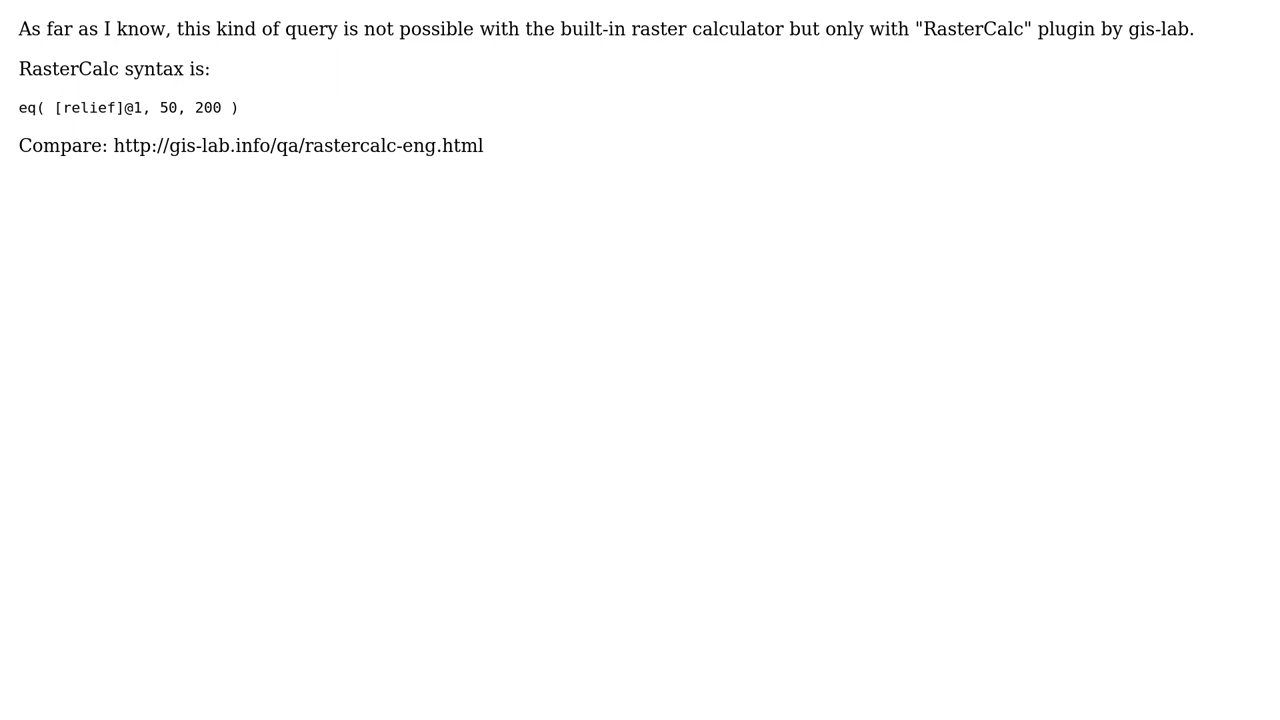 As far as I know, this kind of query is not possible with the built-in raster calculator but only with "RasterCalc" plugin by gis-lab.
RasterCalc syntax is:
eq( [relief]@1, 50, 200 )
Compare: http://gis-lab.info/qa/rastercalc-eng.html